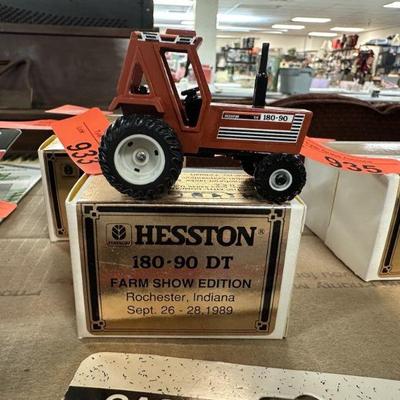 180-90
933
935
HESSTON®
180-90 DT
FARM SHOW EDITION
Rochester, Indiana
Sept. 26 - 28, 1989